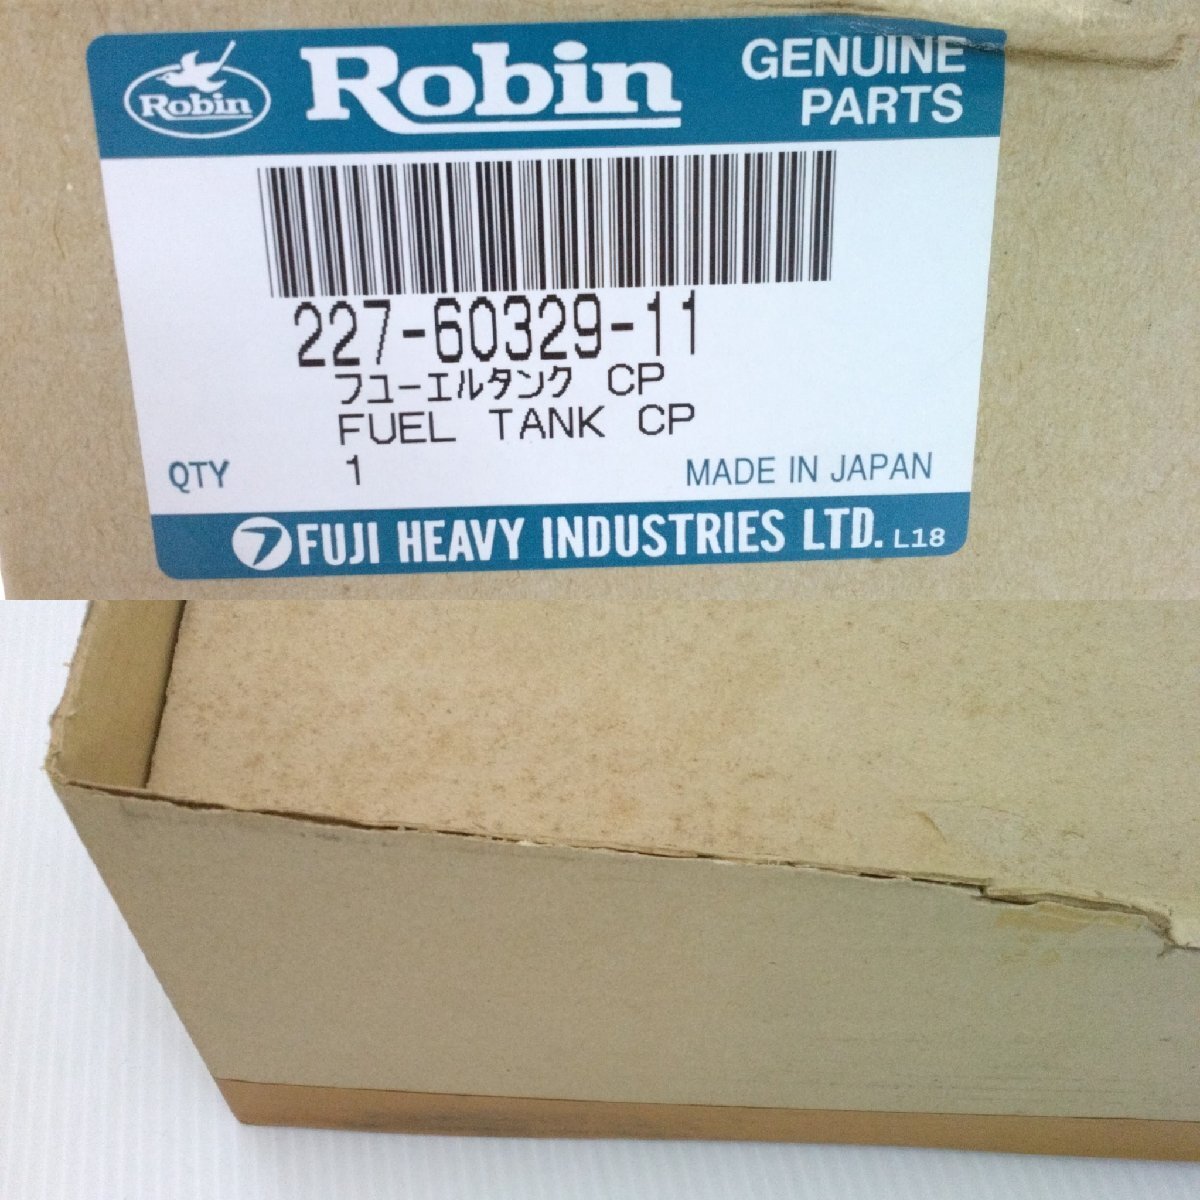 Robin
Robin
GENUINE
PARTS
227-60329-11
フューエルタンク CP
FUEL TANK CP
QTY 1
MADE IN JAPAN
FUJI HEAVY INDUSTRIES LTD. L18